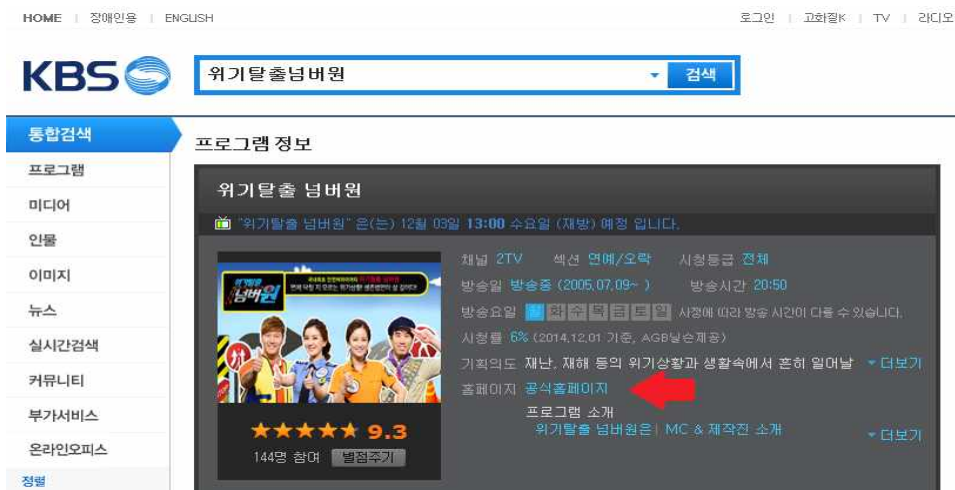 HOME | 장애인용 | ENGLISH
로그인 | 고화질K | TV | 라디오
KBS
위기탈출넘버원
검색
통합검색
프로그램
미디어
인물
이미지
뉴스
실시간검색
커뮤니티
부가서비스
온라인오피스
정렬
프로그램 정보
위기탈출 넘버원
"위기탈출 넘버원" 은(는) 12월 03일 13:00 수요일 (재방) 예정 입니다.
위기탈출
넘버원
144명 참여 별점주기
★★★★★ 9.3
채널 2TV 섹션 연예/오락 시청등급 전체
방송일 방송중 (2005.07.09~ ) 방송시간 20:50
방송요일 월 화 수 목 금 토 일 사정에 따라 방송 시간이 다를 수 있습니다.
시청률 6% (2014.12.01 기준, AGB닐슨제공)
기획의도 재난, 재해 등의 위기상황과 생활속에서 흔히 일어날 더보기
홈페이지 공식홈페이지
프로그램 소개
위기탈출 넘버원은 | MC & 제작진 소개 더보기